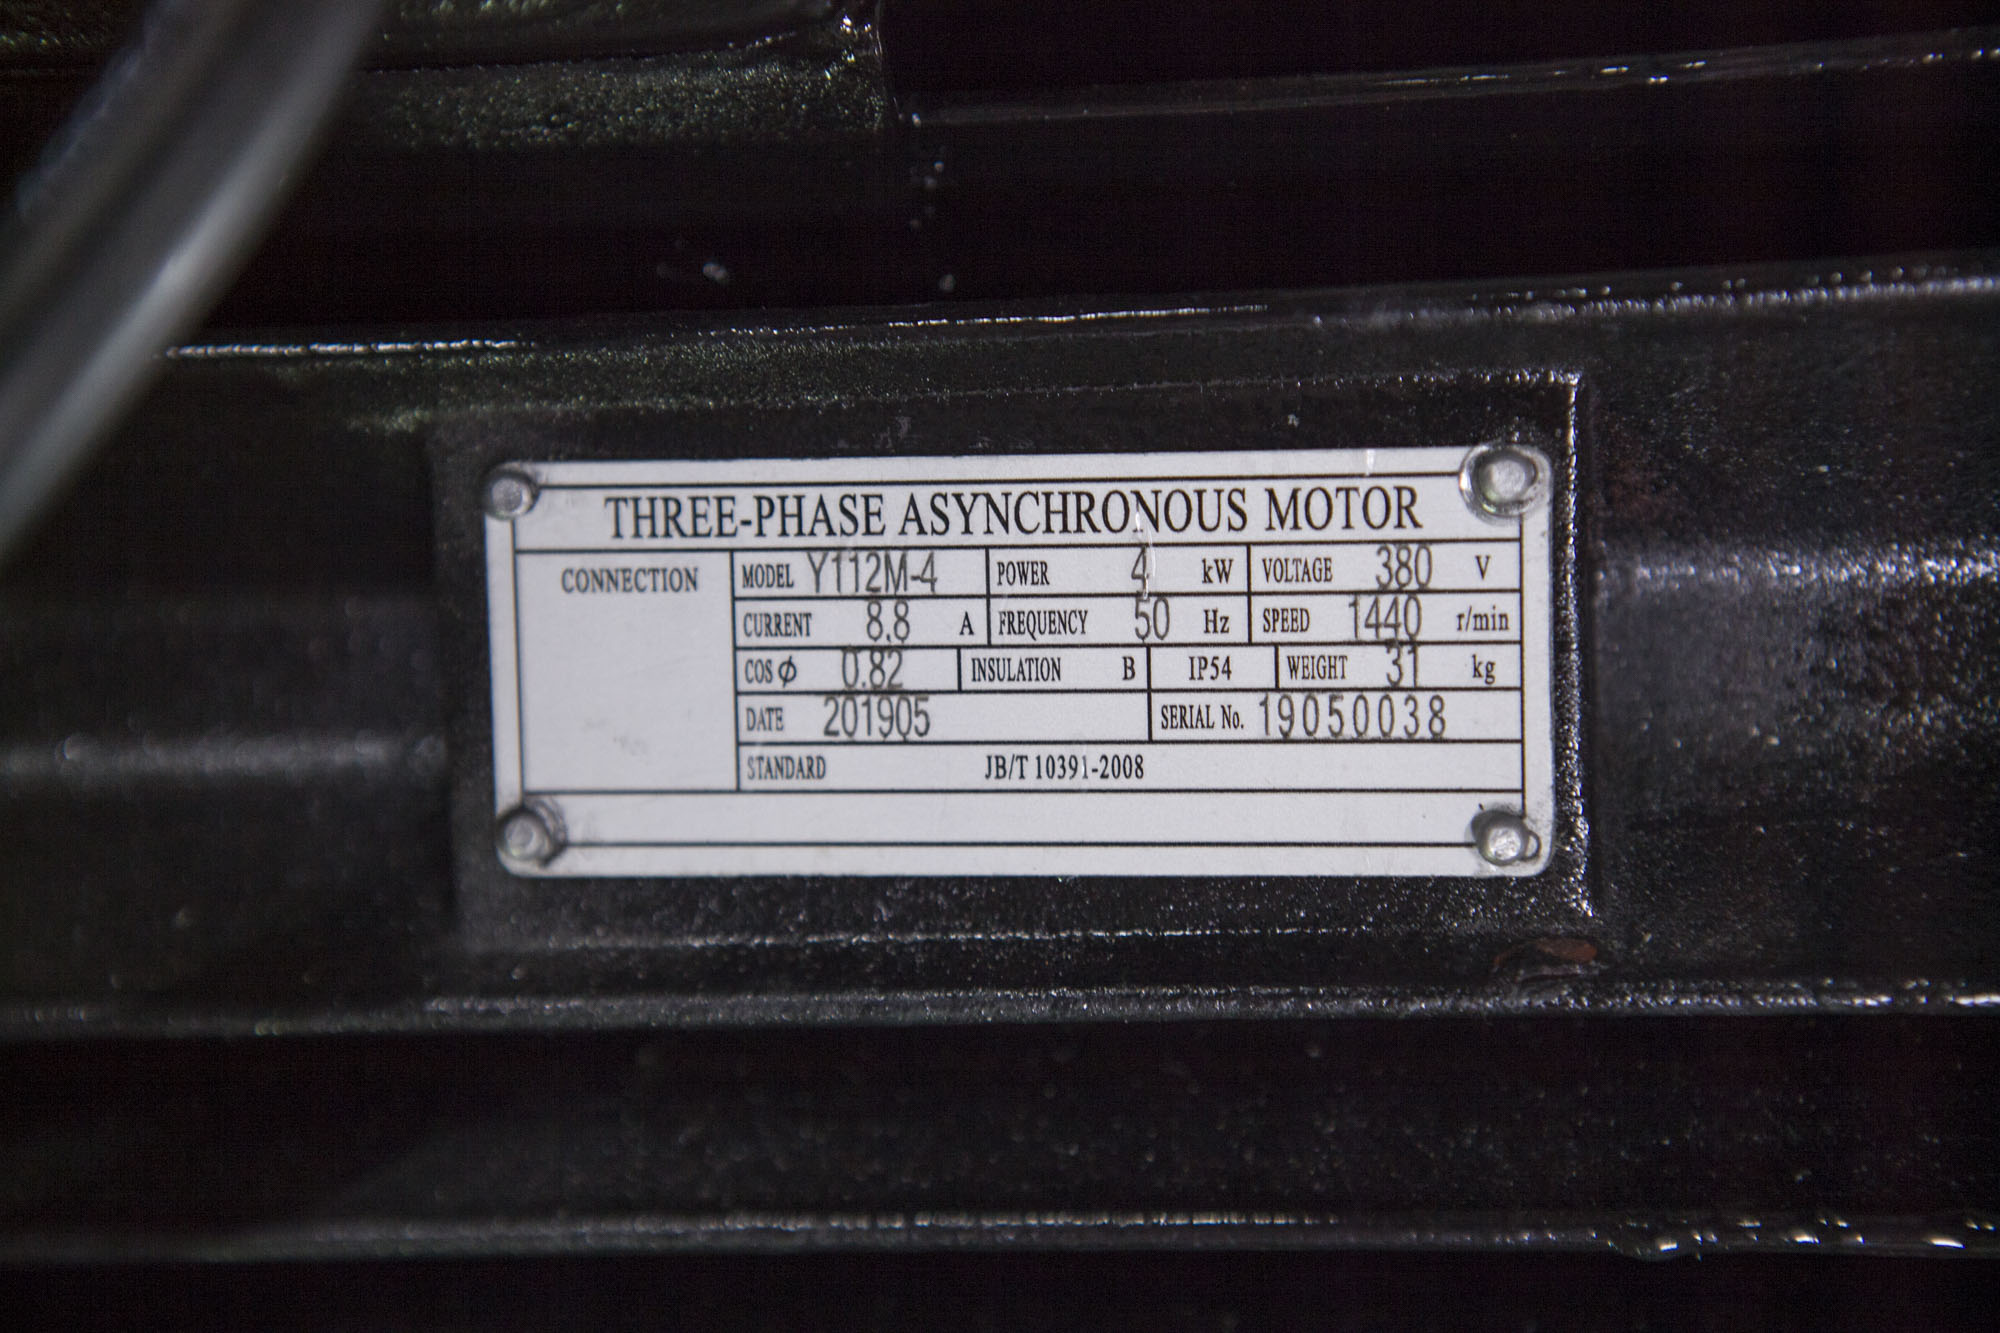 THREE-PHASE ASYNCHRONOUS MOTOR
CONNECTION
MODEL Y112M-4 POWER 4 kW VOLTAGE 380 V
CURRENT 8.8 A FREQUENCY 50 Hz SPEED 1440 r/min
COS Φ 0.82 INSULATION B IP54 WEIGHT 31 kg
DATE 201905 SERIAL No. 19050038
STANDARD JB/T 10391-2008